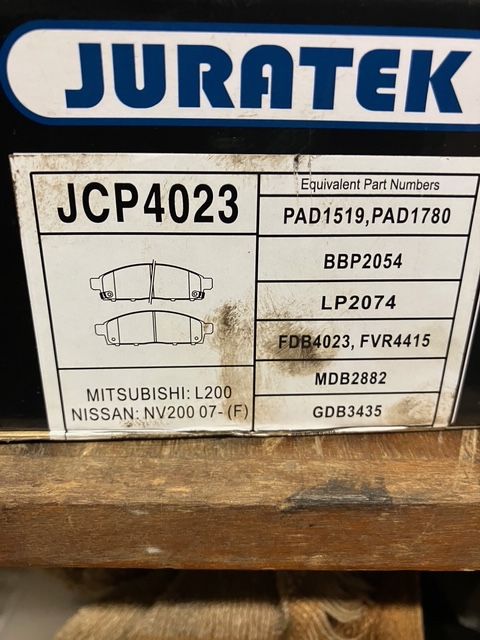 JURATEK
JCP4023
MITSUBISHI: L200
NISSAN: NV200 07- (F)
Equivalent Part Numbers
PAD1519,PAD1780
BBP2054
LP2074
FDB4023, FVR4415
MDB2882
GDB3435